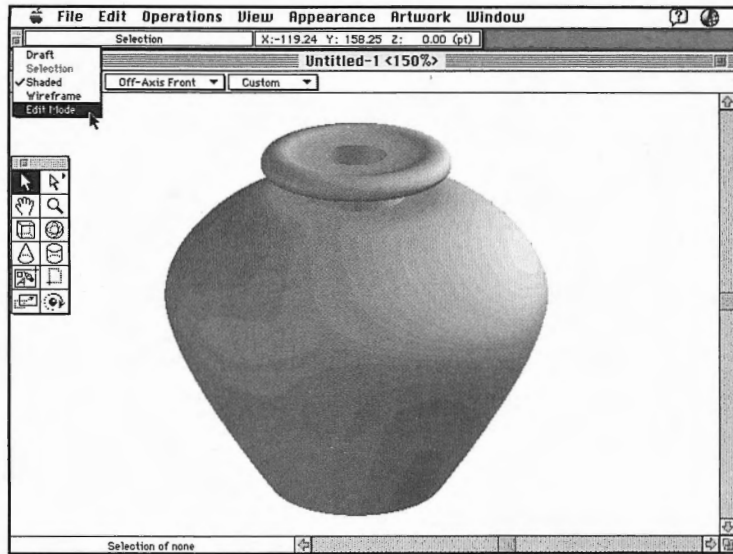 File Edit Operations View Appearance Artwork Window
Selection X:-119.24 Y: 158.25 Z: 0.00 (pt)
Untitled-1 <150%>
Draft
Selection
✓Shaded
Wireframe
Edit Mode
Off-Axis Front
Custom
Selection of none